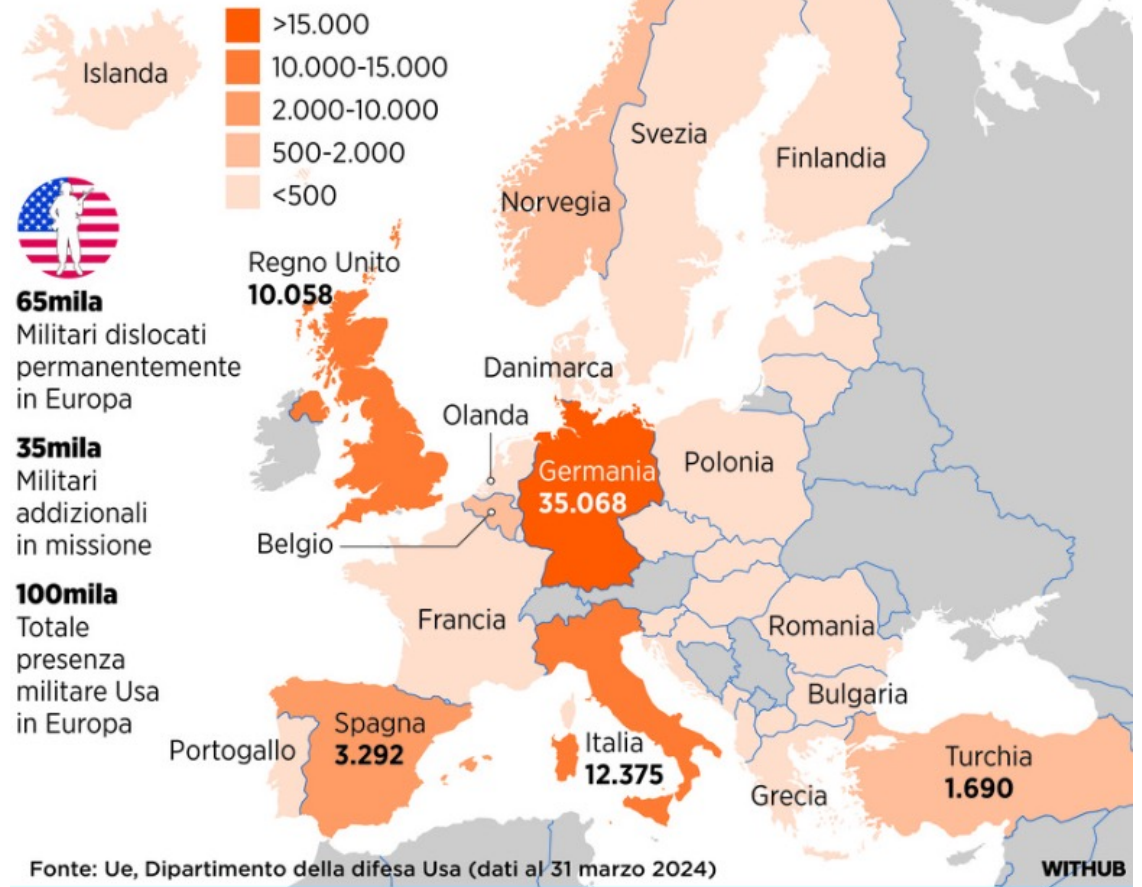 >15.000
10.000-15.000
2.000-10.000
500-2.000
<500
Islanda
Svezia
Finlandia
Norvegia
Regno Unito
10.058
65mila
Militari dislocati
permanentemente
in Europa
35mila
Militari
addizionali
in missione
100mila
Totale
presenza
militare Usa
in Europa
Danimarca
Olanda
Germania
35.068
Polonia
Belgio
Francia
Romania
Bulgaria
Portogallo
Spagna
3.292
Italia
12.375
Grecia
Turchia
1.690
Fonte: Ue, Dipartimento della difesa Usa (dati al 31 marzo 2024)
WITHUB